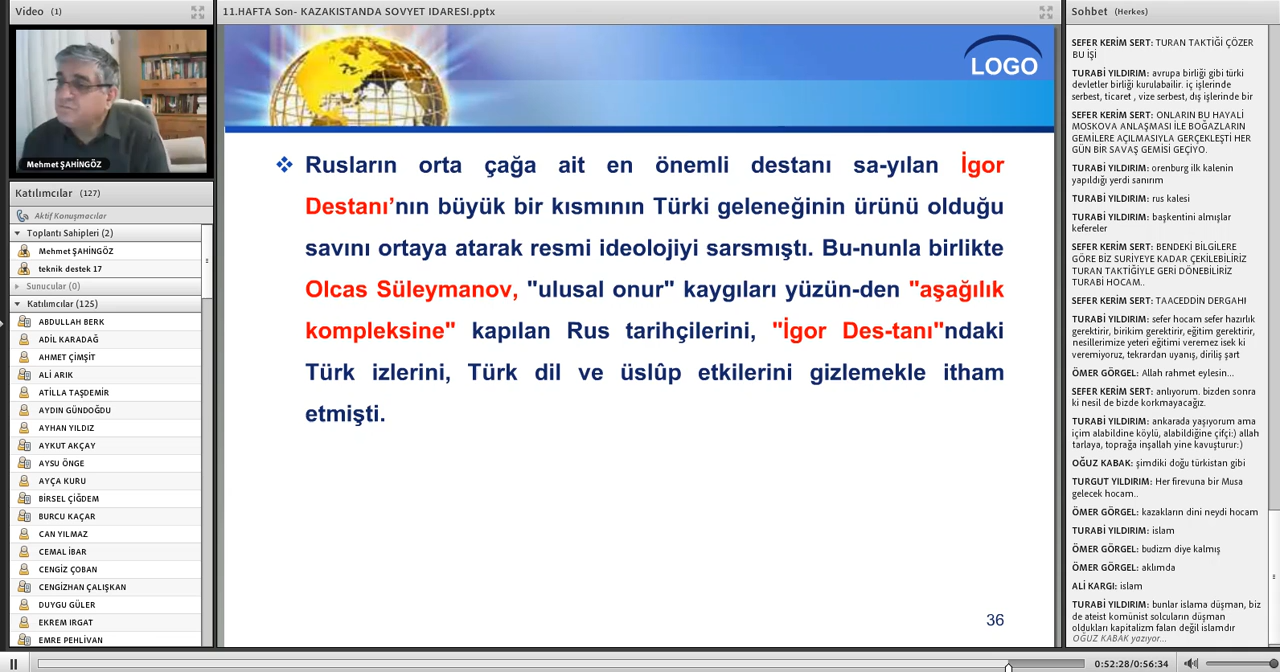 Video (1)
Mehmet ŞAHİNGÖZ
Katılımcılar (127)
Aktif Konuşmacılar
Toplantı Sahipleri (2)
Mehmet ŞAHİNGÖZ
teknik destek 17
Sunucular (0)
Katılımcılar (125)
ABDULLAH BERK
ADİL KARADAĞ
AHMET ÇİMŞİT
ALİ ARIK
ATİLLA TAŞDEMİR
AYDIN GÜNDOĞDU
AYHAN YILDIZ
AYKUT AKÇAY
AYSU ÖNGE
AYÇA KURU
BİRSEL ÇİĞDEM
BURCU KAÇAR
CAN YILMAZ
CEMAL İBAR
CENGİZ ÇOBAN
CENGİZHAN ÇALIŞKAN
DUYGU GÜLER
EKREM IRGAT
EMRE PEHLİVAN
11.HAFTA Son- KAZAKISTANDA SOVYET IDARESI.pptx
LOGO
Rusların orta çağa ait en önemli destanı sa-yılan İgor
Destanı’nın büyük bir kısmının Türki geleneğinin ürünü olduğu
savını ortaya atarak resmi ideolojiyi sarsmıştı. Bu-nunla birlikte
Olcas Süleymanov, "ulusal onur" kaygıları yüzün-den "aşağılık
kompleksine" kapılan Rus tarihçilerini, "İgor Des-tanı"ndaki
Türk izlerini, Türk dil ve üslûp etkilerini gizlemekle itham
etmişti.
36
Sohbet (Herkes)
SEFER KERİM SERT: TURAN TAKTİĞİ ÇÖZER
BU İŞİ
TURABİ YILDIRIM: avrupa birliği gibi türki
devletler birliği kurulabilir. iç işlerinde
serbest, ticaret , vize serbest, dış işlerinde bir
SEFER KERİM SERT: ONLARIN BU HAYALİ
MOSKOVA ANLAŞMASI İLE BOĞAZLARIN
GEMİLERE AÇILMASIYLA GERÇEKLEŞTİ HER
GÜN BİR SAVAŞ GEMİSİ GEÇİYO.
TURABİ YILDIRIM: orenburg ilk kalenin
yapıldığı yerdi sanırım
TURABİ YILDIRIM: rus kalesi
TURABİ YILDIRIM: başkentini almışlar
kefereler
SEFER KERİM SERT: BENDEKİ BİLGİLERE
GÖRE BİZ SURİYEYE KADAR ÇEKİLEBİLİRİZ
TURAN TAKTİĞİYLE GERİ DÖNEBİLİRİZ
TURABİ HOCAM..
SEFER KERİM SERT: TAACEDDİN DERGAHI
TURABİ YILDIRIM: sefer hocam sefer hazırlık
gerektirir, birikim gerektirir, eğitim gerektirir,
nesillerimize yeteri eğitimi veremez isek ki
veremiyoruz, tekrardan uyanış, diriliş şart
ÖMER GÖRGEL: Allah rahmet eylesin...
SEFER KERİM SERT: anlıyorum. bizden sonra
ki nesil de bizde korkmayacağız.
TURABİ YILDIRIM: ankarada yaşıyorum ama
içim alabildine köylü, alabildiğine çifçi:) allah
tarlaya, toprağa inşallah yine kavuşturur:)
OĞUZ KABAK: şimdiki doğu türkistan gibi
TURGUT YILDIRIM: Her firevuna bir Musa
gelecek hocam..
ÖMER GÖRGEL: kazakların dini neydi hocam
TURABİ YILDIRIM: islam
ÖMER GÖRGEL: budizm diye kalmış
ÖMER GÖRGEL: aklımda
ALİ KARGI: islam
TURABİ YILDIRIM: bunlar islama düşman, biz
de ateist komünist solcuların düşman
oldukları kapitalizm falan değil islamdır
OĞUZ KABAK yazıyor...
0:52:28/0:56:34